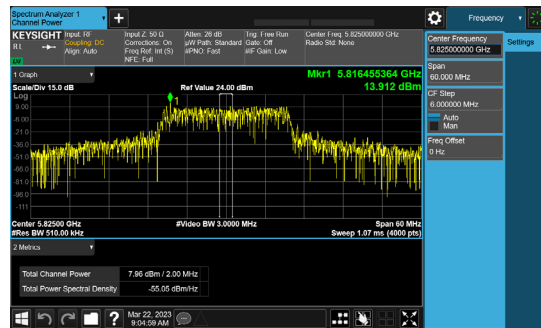 Spectrum Analyzer 1
Channel Power
Frequency
KEYSIGHT
Input: RF
Coupling: DC
Align: Auto
Input Z: 50 Ω
Corrections: On
Freq Ref: Int (S)
NFE: Full
Atten: 26 dB
µW Path: Standard
#PNO: Fast
Trig: Free Run
Gate: Off
#IF Gain: Low
Center Freq: 5.825000000 GHz
Radio Std: None
Center Frequency
5.825000000 GHz
Settings
Span
60.000 MHz
CF Step
6.000000 MHz
Auto
Man
Freq Offset
0 Hz
1 Graph
Mkr1 5.816455364 GHz
Scale/Div 15.0 dB
Ref Value 24.00 dBm
13.912 dBm
Log
1
9.00
-6.00
-21.0
-36.0
-51.0
-66.0
-81.0
-96.0
-111
Center 5.82500 GHz
#Video BW 3.0000 MHz
Span 60 MHz
#Res BW 510.00 kHz
Sweep 1.07 ms (4000 pts)
2 Metrics
Total Channel Power
7.96 dBm / 2.00 MHz
Total Power Spectral Density
-55.05 dBm/Hz
?
Mar 22, 2023
9:04:59 AM